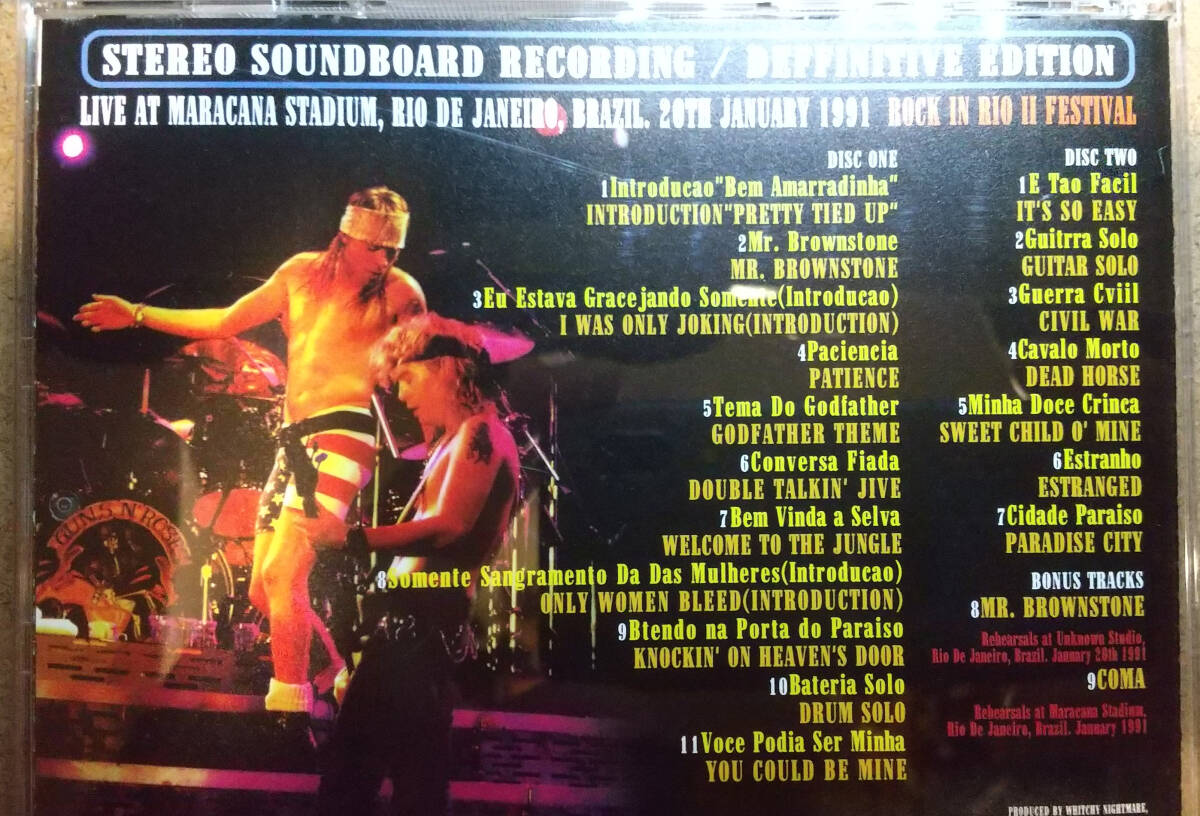 STEREO SOUNDBOARD RECORDING / DEFFINITIVE EDITION
LIVE AT MARACANA STADIUM, RIO DE JANEIRO, BRAZIL. 20TH JANUARY 1991 ROCK IN RIO II FESTIVAL
DISC ONE
1Introducao"Bem Amarradinha"
INTRODUCTION"PRETTY TIED UP"
2Mr. Brownstone
MR. BROWNSTONE
3Eu Estava Gracejando Somente(Introducao)
I WAS ONLY JOKING(INTRODUCTION)
4Paciencia
PATIENCE
5Tema Do Godfather
GODFATHER THEME
6Conversa Fiada
DOUBLE TALKIN' JIVE
7Bem Vinda a Selva
WELCOME TO THE JUNGLE
8Somente Sangramento Da Das Mulheres(Introducao)
ONLY WOMEN BLEED(INTRODUCTION)
9Btendo na Porta do Paraiso
KNOCKIN' ON HEAVEN'S DOOR
10Bateria Solo
DRUM SOLO
11Voce Podia Ser Minha
YOU COULD BE MINE
DISC TWO
1E Tao Facil
IT'S SO EASY
2Guitrra Solo
GUITAR SOLO
3Guerra Cviil
CIVIL WAR
4Cavalo Morto
DEAD HORSE
5Minha Doce Crinca
SWEET CHILD O' MINE
6Estranho
ESTRANGED
7Cidade Paraiso
PARADISE CITY
BONUS TRACKS
8MR. BROWNSTONE
Rehearsals at Unknown Studio,
Rio De Janeiro, Brazil. January 20th 1991
9COMA
Rehearsals at Maracana Stadium,
Rio De Janeiro, Brazil. January 1991
PRODUCED BY WHITCHY NIGHTMARE,
GUNS N' ROSES